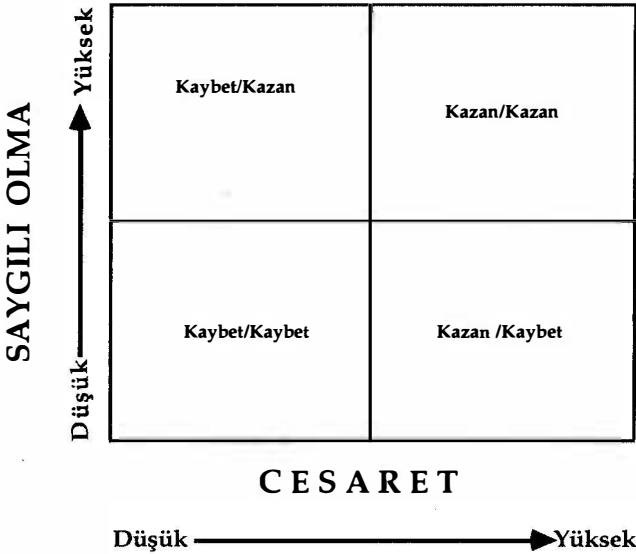 Yüksek
SAYGILI OLMA
Düşük
Kaybet/Kazan
Kazan/Kazan
Kaybet/Kaybet
Kazan /Kaybet
CESARET
Düşük
Yüksek